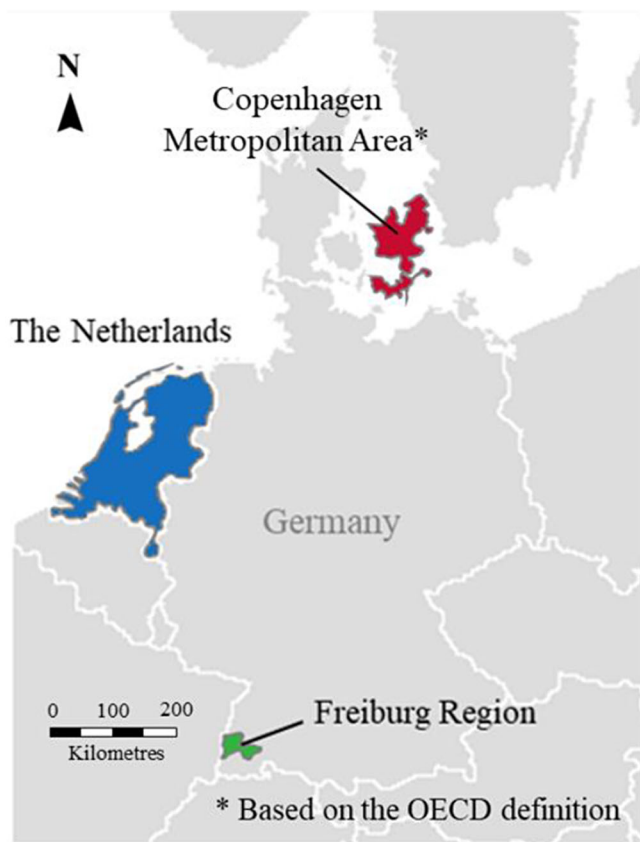 N
Copenhagen
Metropolitan Area*
The Netherlands
Germany
0 100 200
Kilometres
Freiburg Region
* Based on the OECD definition